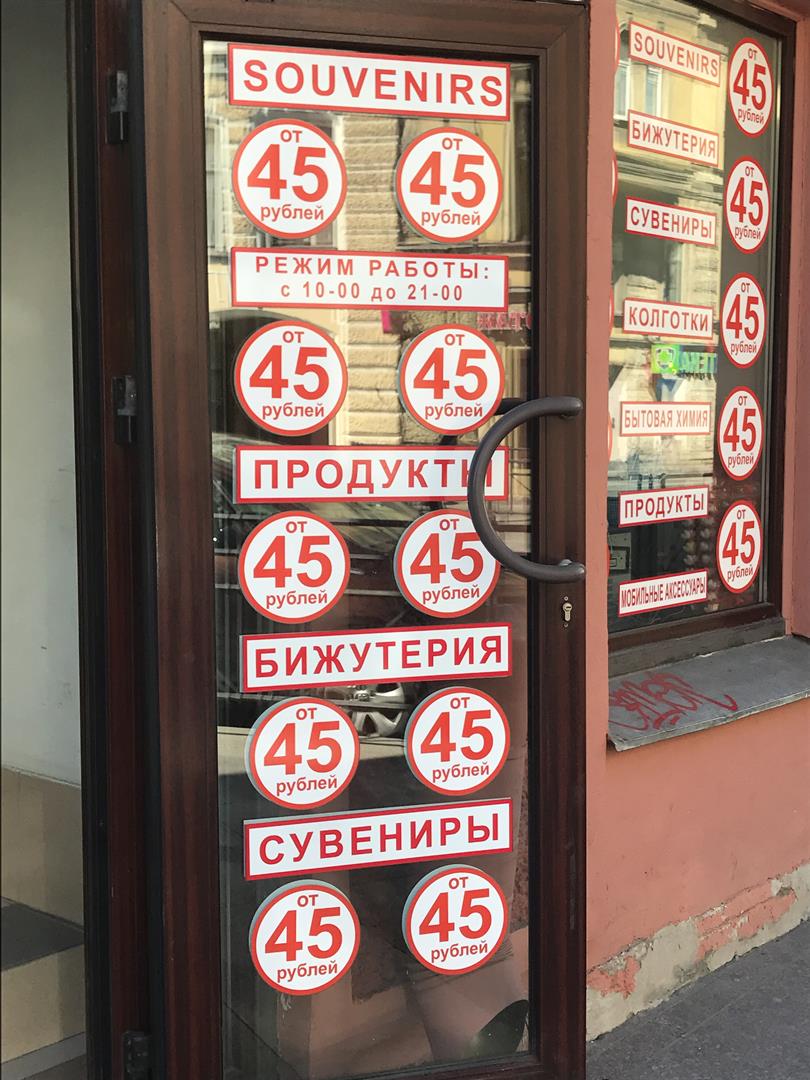 SOUVENIRS
от
45
рублей
от
45
рублей
РЕЖИМ РАБОТЫ:
с 10-00 до 21-00
от
45
рублей
от
45
рублей
ПРОДУКТЫ
от
45
рублей
от
45
рублей
БИЖУТЕРИЯ
от
45
рублей
от
45
рублей
СУВЕНИРЫ
от
45
рублей
от
45
рублей
SOUVENIRS
от
45
рублей
БИЖУТЕРИЯ
от
45
рублей
СУВЕНИРЫ
от
45
рублей
КОЛГОТКИ
от
45
рублей
БЫТОВАЯ ХИМИЯ
ПРОДУКТЫ
от
45
рублей
МОБИЛЬНЫЕ АКСЕССУАРЫ